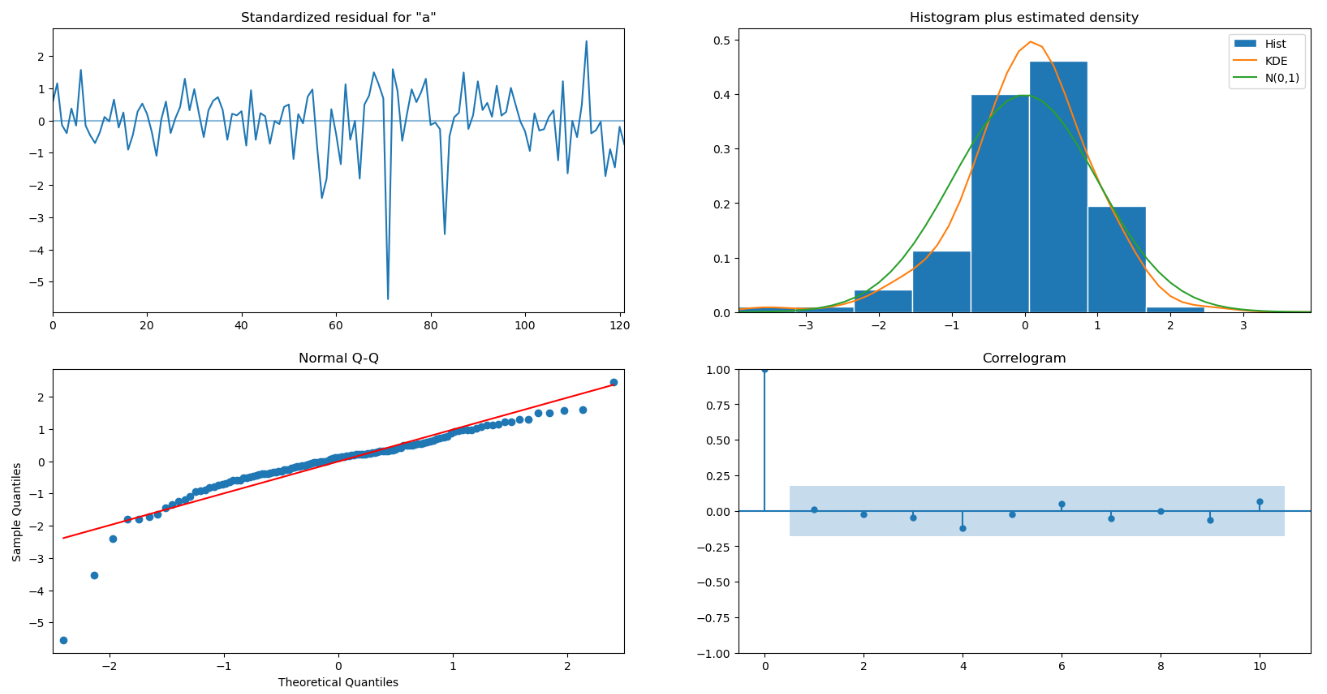 Standardized residual for "a"
2
1
0
−1
−2
−3
−4
−5
0 20 40 60 80 100 120
Histogram plus estimated density
Hist
KDE
N(0,1)
0.5
0.4
0.3
0.2
0.1
0.0
−3 −2 −1 0 1 2 3
Normal Q-Q
Sample Quantiles
2
1
0
−1
−2
−3
−4
−5
−2 −1 0 1 2
Theoretical Quantiles
Correlogram
1.00
0.75
0.50
0.25
0.00
−0.25
−0.50
−0.75
−1.00
0 2 4 6 8 10